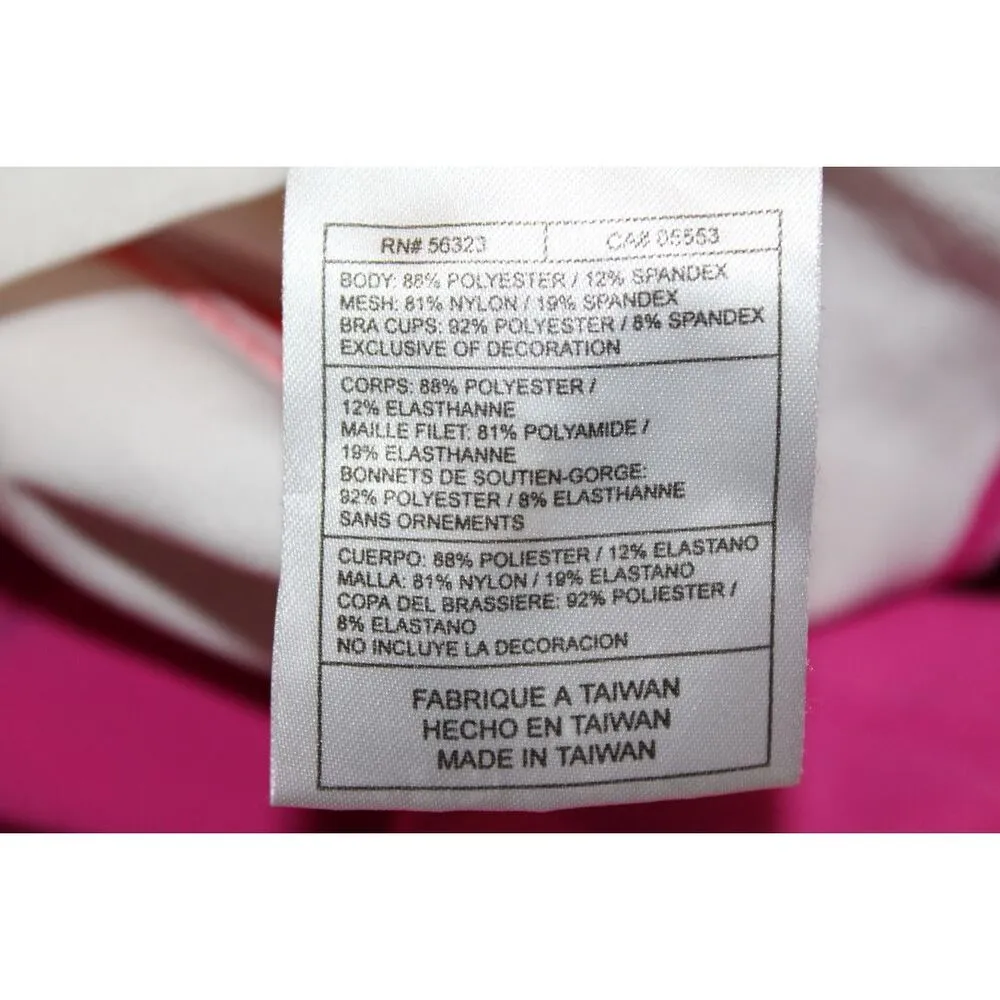 RN# 56323 CA# 05553
BODY: 88% POLYESTER / 12% SPANDEX
MESH: 81% NYLON / 19% SPANDEX
BRA CUPS: 92% POLYESTER / 8% SPANDEX
EXCLUSIVE OF DECORATION
CORPS: 88% POLYESTER /
12% ELASTHANNE
MAILLE FILET: 81% POLYAMIDE /
19% ELASTHANNE
BONNETS DE SOUTIEN-GORGE:
92% POLYESTER / 8% ELASTHANNE
SANS ORNEMENTS
CUERPO: 88% POLIESTER / 12% ELASTANO
MALLA: 81% NYLON / 19% ELASTANO
COPA DEL BRASSIERE: 92% POLIESTER /
8% ELASTANO
NO INCLUYE LA DECORACION
FABRIQUE A TAIWAN
HECHO EN TAIWAN
MADE IN TAIWAN